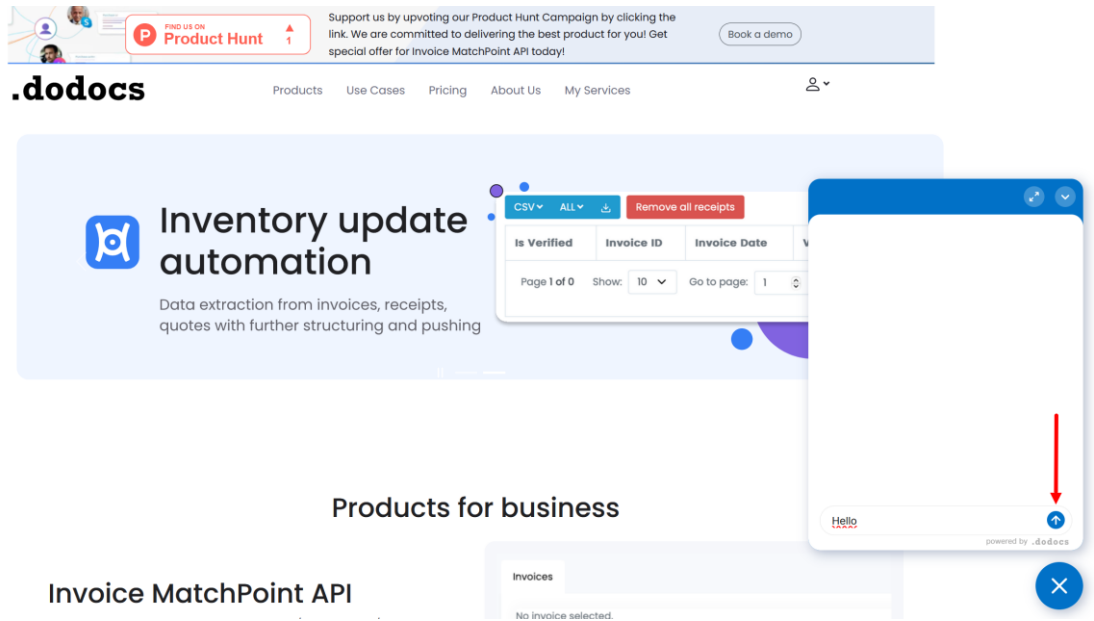 FIND US ON
Product Hunt
1
Support us by upvoting our Product Hunt Campaign by clicking the
link. We are committed to delivering the best product for you! Get
special offer for Invoice MatchPoint API today!
Book a demo
.dodocs
Products Use Cases Pricing About Us My Services
Inventory update
automation
Data extraction from invoices, receipts,
quotes with further structuring and pushing
CSV ALL Remove all receipts
Is Verified Invoice ID Invoice Date V
Page 1 of 0 Show: 10 Go to page: 1
Hello
powered by .dodocs
Products for business
Invoice MatchPoint API
Invoices
No invoice selected.